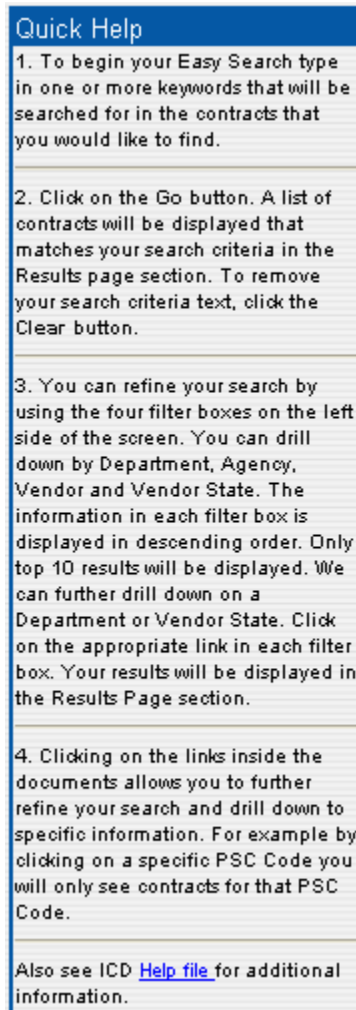 Quick Help
1. To begin your Easy Search type
in one or more keywords that will be
searched for in the contracts that
you would like to find.
2. Click on the Go button. A list of
contracts will be displayed that
matches your search criteria in the
Results page section. To remove
your search criteria text, click the
Clear button.
3. You can refine your search by
using the four filter boxes on the left
side of the screen. You can drill
down by Department, Agency,
Vendor and Vendor State. The
information in each filter box is
displayed in descending order. Only
top 10 results will be displayed. We
can further drill down on a
Department or Vendor State. Click
on the appropriate link in each filter
box. Your results will be displayed in
the Results Page section.
4. Clicking on the links inside the
documents allows you to further
refine your search and drill down to
specific information. For example by
clicking on a specific PSC Code you
will only see contracts for that PSC
Code.
Also see ICD Help file for additional
information.